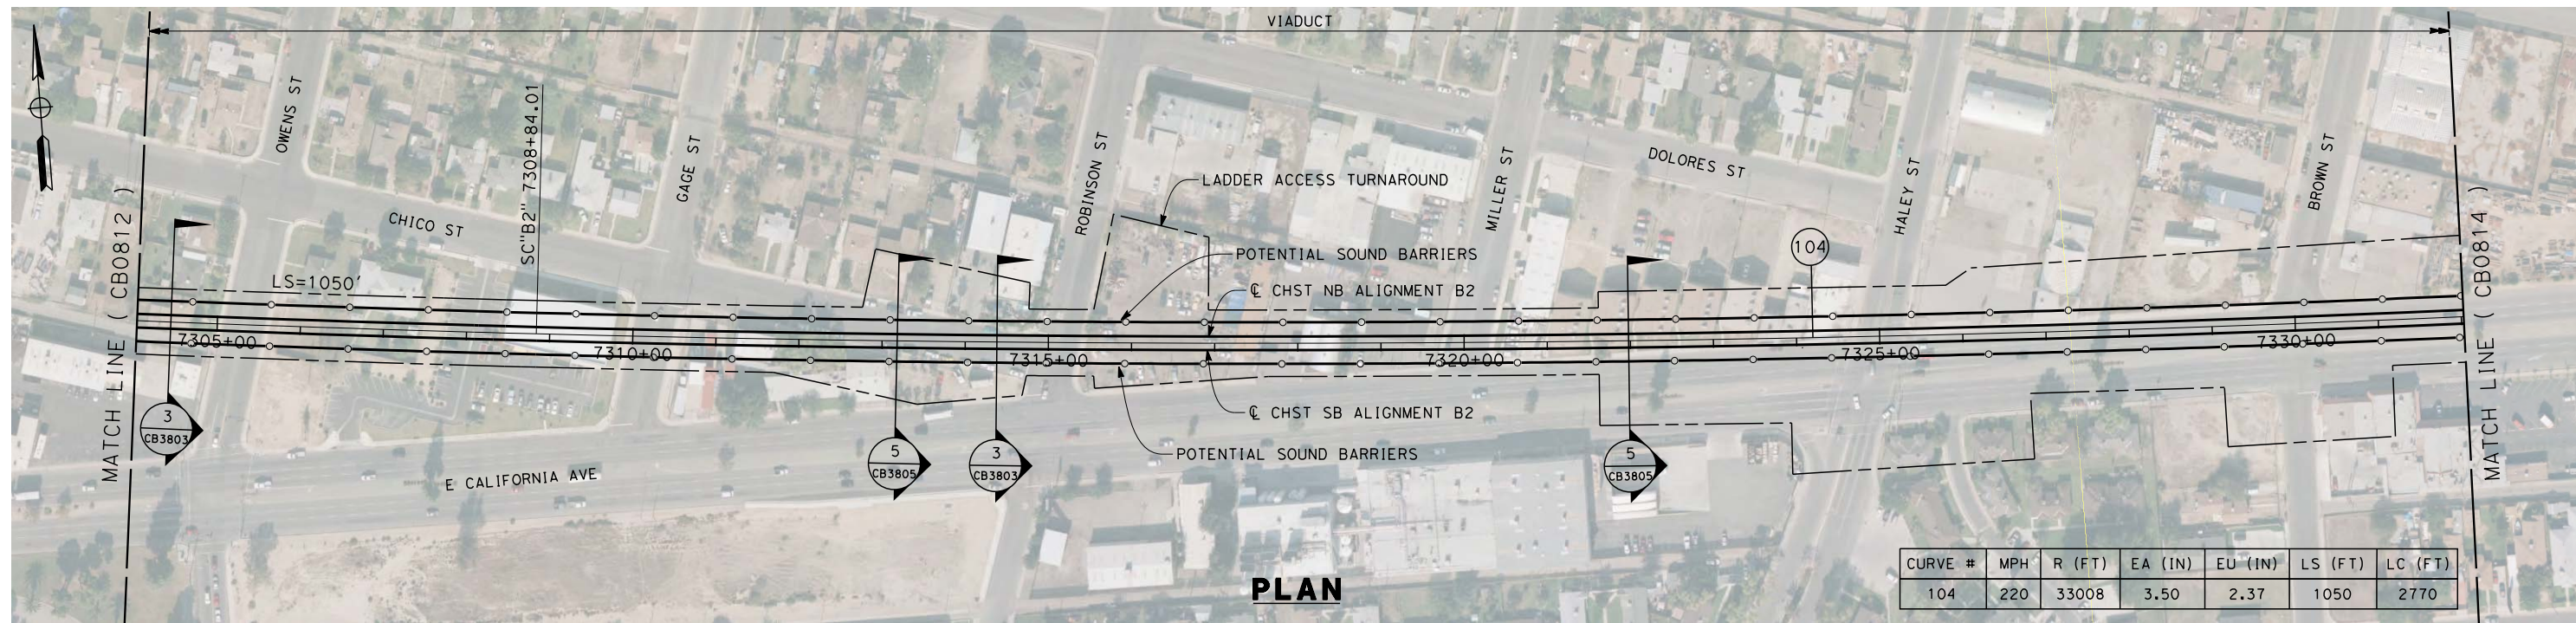 VIADUCT
OWENS ST
SC"B2" 7308+84.01
GAGE ST
ROBINSON ST
LADDER ACCESS TURNAROUND
MILLER ST
DOLORES ST
HALEY ST
BROWN ST
MATCH LINE ( CB0812 )
CHICO ST
POTENTIAL SOUND BARRIERS
104
MATCH LINE ( CB0814 )
LS=1050'
℄ CHST NB ALIGNMENT B2
7305+00
7310+00
7315+00
7320+00
7325+00
7330+00
3
CB3803
5
CB3805
3
CB3803
5
CB3805
℄ CHST SB ALIGNMENT B2
POTENTIAL SOUND BARRIERS
E CALIFORNIA AVE
PLAN
CURVE # MPH R (FT) EA (IN) EU (IN) LS (FT) LC (FT)
104 220 33008 3.50 2.37 1050 2770